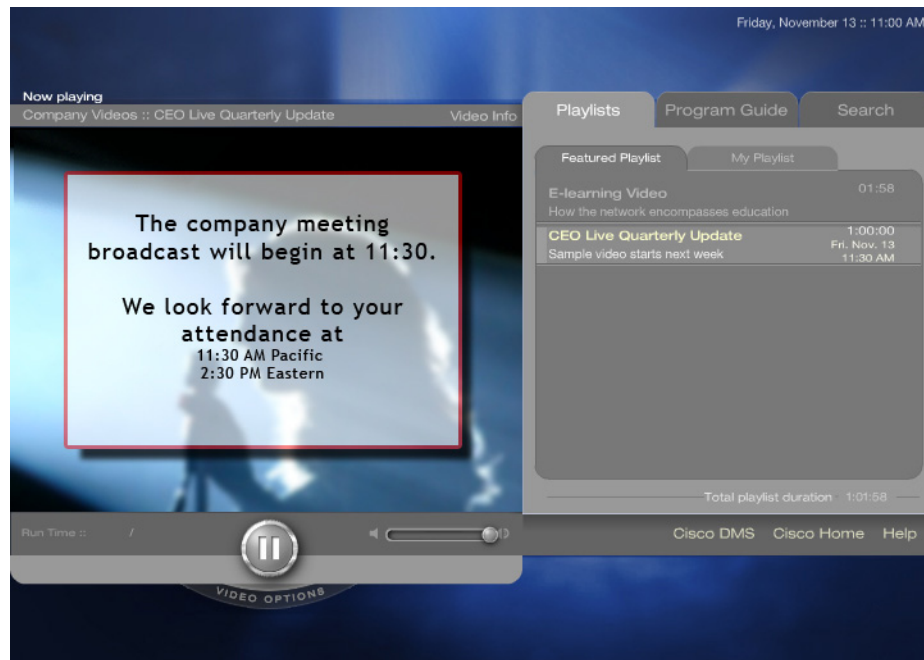 Friday, November 13 :: 11:00 AM
Now playing
Company Videos :: CEO Live Quarterly Update
Video Info
Playlists
Program Guide
Search
The company meeting
broadcast will begin at 11:30.
We look forward to your
attendance at
11:30 AM Pacific
2:30 PM Eastern
Featured Playlist
My Playlist
E-learning Video
01:58
How the network encompasses education
CEO Live Quarterly Update
1:00:00
Sample video starts next week
Fri. Nov. 13
11:30 AM
Total playlist duration 1:01:58
Run Time :: /
Cisco DMS
Cisco Home
Help
VIDEO OPTIONS